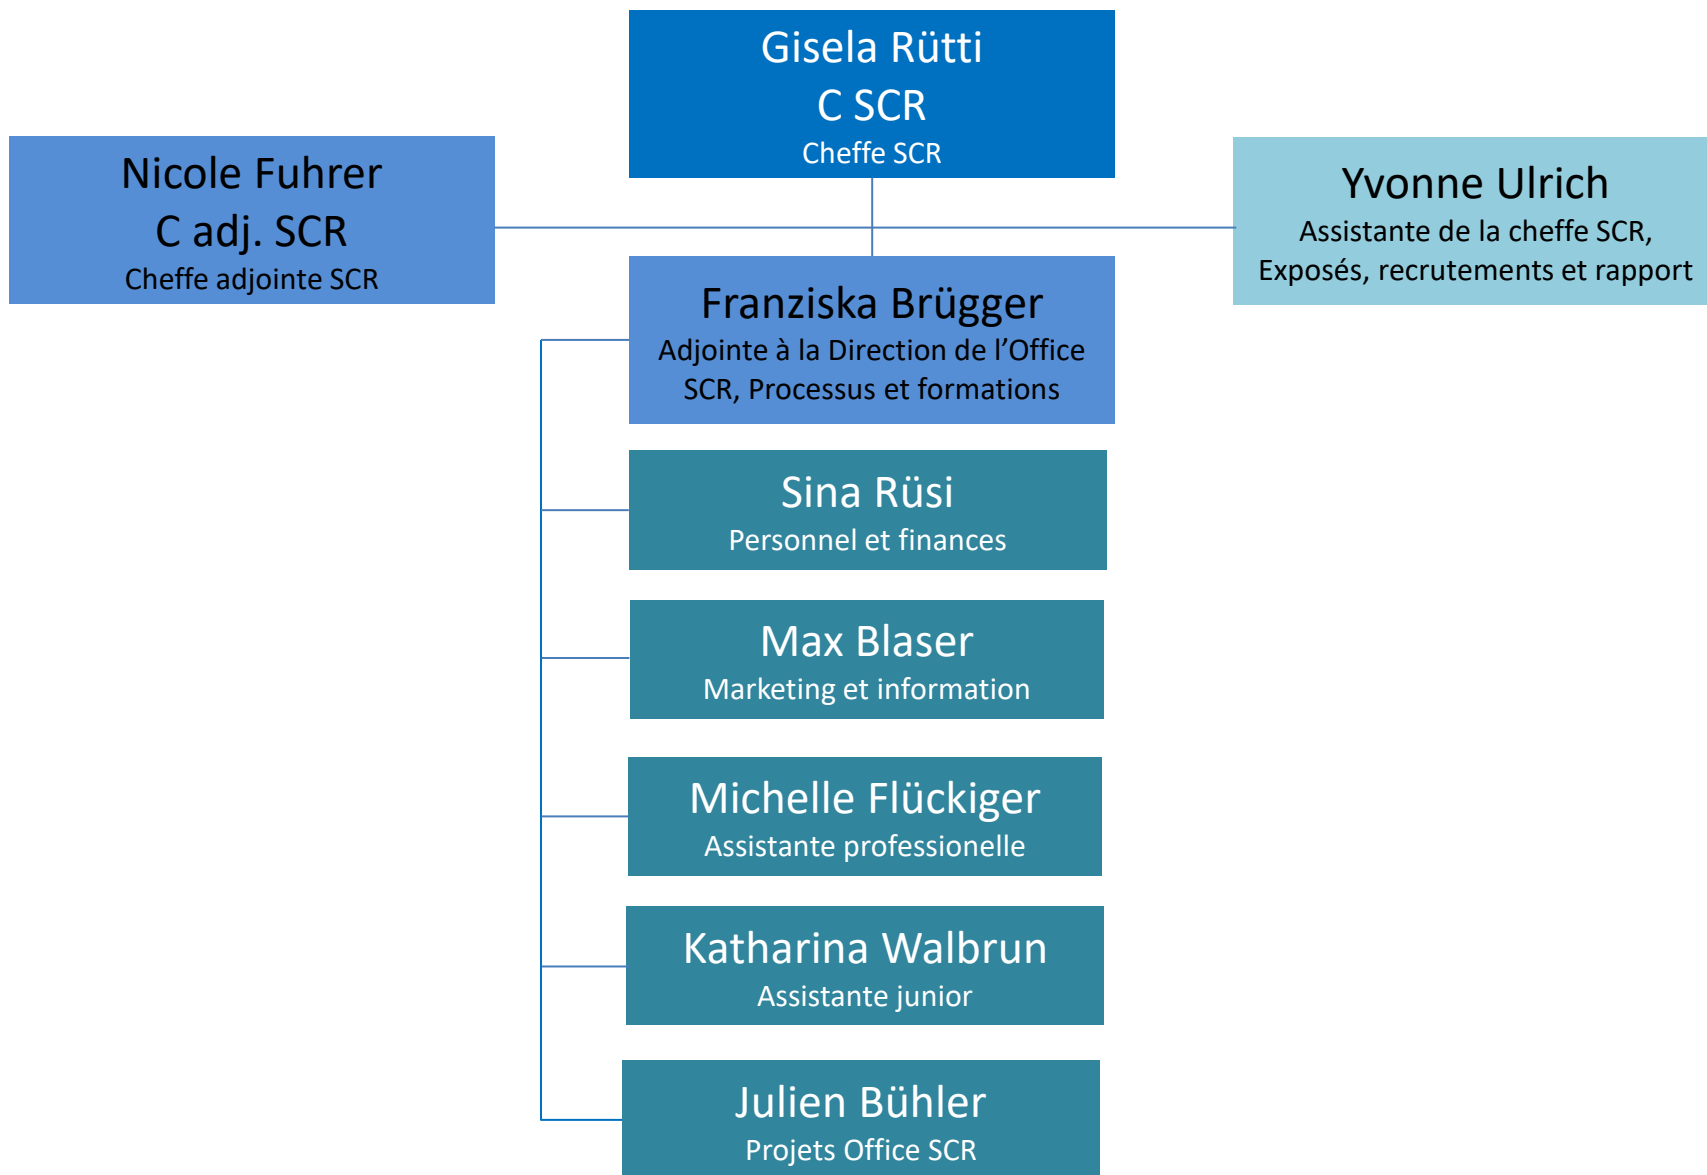 Gisela Rütti
C SCR
Cheffe SCR
Nicole Fuhrer
C adj. SCR
Cheffe adjointe SCR
Yvonne Ulrich
Assistante de la cheffe SCR,
Exposés, recrutements et rapport
Franziska Brügger
Adjointe à la Direction de l’Office
SCR, Processus et formations
Sina Rüsi
Personnel et finances
Max Blaser
Marketing et information
Michelle Flückiger
Assistante professionelle
Katharina Walbrun
Assistante junior
Julien Bühler
Projets Office SCR